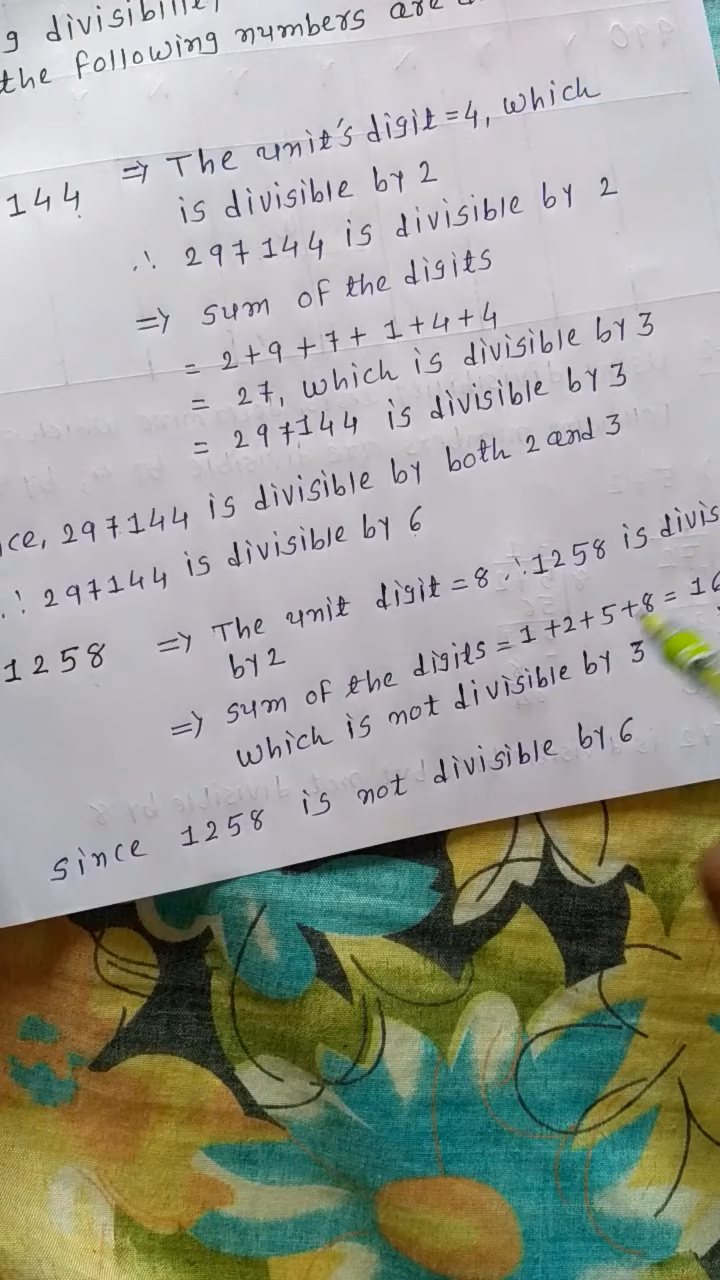 g divisibility
the following numbers are
144 => The unit's digit = 4, which
is divisible by 2
∴ 297144 is divisible by 2
=> sum of the digits
= 2+9+7+1+4+4
= 27, which is divisible by 3
= 297144 is divisible by 3
ce, 297144 is divisible by both 2 and 3
∴ 297144 is divisible by 6
1258 => The unit digit = 8 ∴ 1258 is divis
by 2
=> sum of the digits = 1+2+5+8 = 16
which is not divisible by 3
since 1258 is not divisible by 6